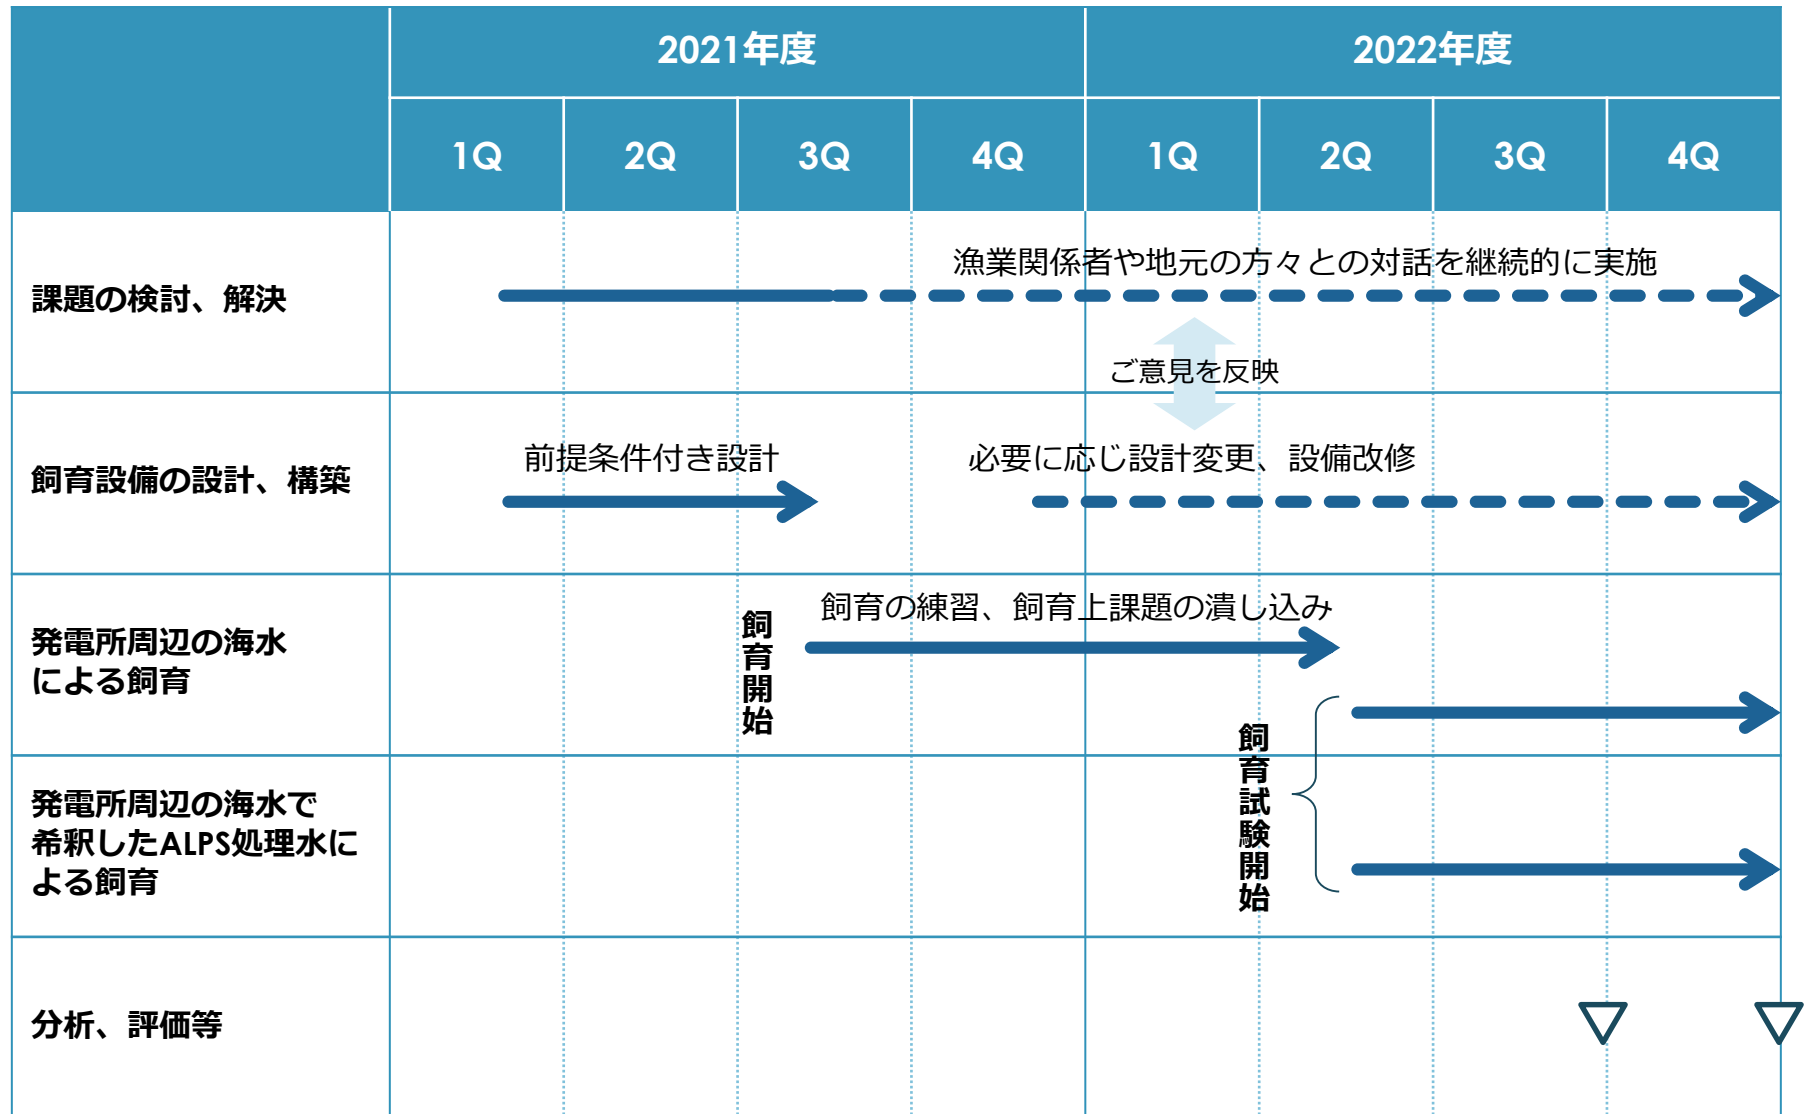 2021年度
2022年度
1Q
2Q
3Q
4Q
1Q
2Q
3Q
4Q
課題の検討、解決
漁業関係者や地元の方々との対話を継続的に実施
ご意見を反映
飼育設備の設計、構築
前提条件付き設計
必要に応じ設計変更、設備改修
発電所周辺の海水
による飼育
飼育開始
飼育の練習、飼育上課題の潰し込み
飼育試験開始
発電所周辺の海水で
希釈したALPS処理水に
よる飼育
分析、評価等